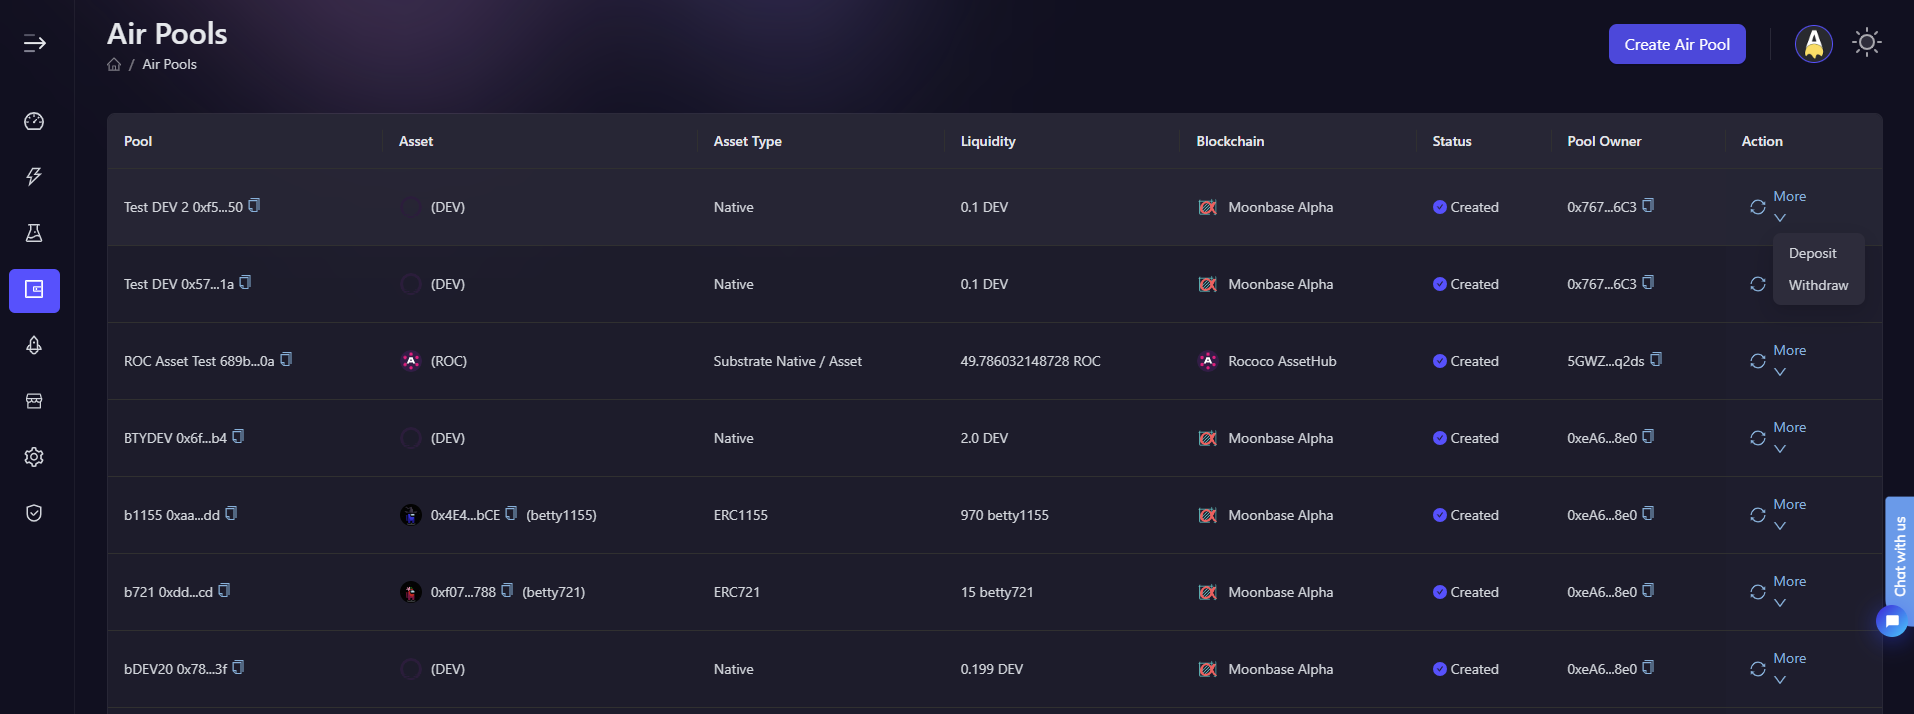 Air Pools
/ Air Pools
Create Air Pool
Pool Asset Asset Type Liquidity Blockchain Status Pool Owner Action
Test DEV 2 0xf5...50 (DEV) Native 0.1 DEV Moonbase Alpha Created 0x767...6C3 More
Deposit
Withdraw
Test DEV 0x57...1a (DEV) Native 0.1 DEV Moonbase Alpha Created 0x767...6C3
ROC Asset Test 689b...0a (ROC) Substrate Native / Asset 49.786032148728 ROC Rococo AssetHub Created 5GWZ...q2ds More
BTYDEV 0x6f...b4 (DEV) Native 2.0 DEV Moonbase Alpha Created 0xeA6...8e0 More
b1155 0xaa...dd 0x4E4...bCE (betty1155) ERC1155 970 betty1155 Moonbase Alpha Created 0xeA6...8e0 More
b721 0xdd...cd 0xf07...788 (betty721) ERC721 15 betty721 Moonbase Alpha Created 0xeA6...8e0 More
bDEV20 0x78...3f (DEV) Native 0.199 DEV Moonbase Alpha Created 0xeA6...8e0 More
Chat with us